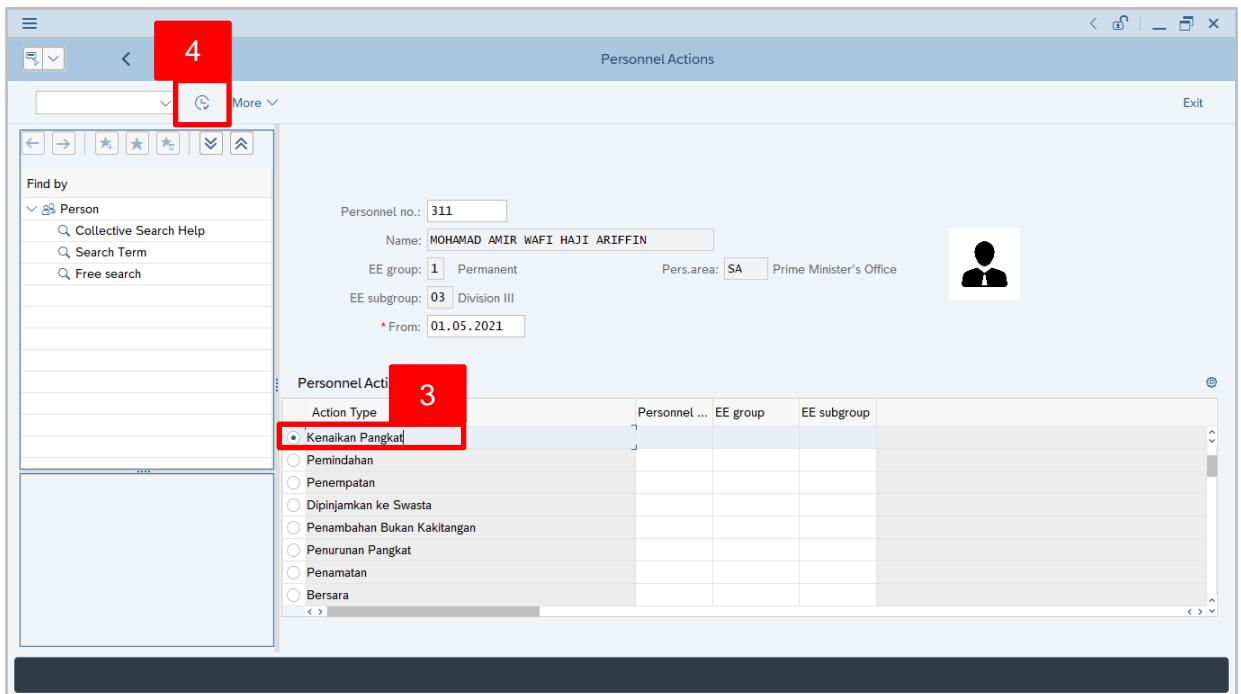 4
Personnel Actions
More
Exit
Find by
Person
Collective Search Help
Search Term
Free search
Personnel no.: 311
Name: MOHAMAD AMIR WAFI HAJI ARIFFIN
EE group: 1 Permanent Pers.area: SA Prime Minister's Office
EE subgroup: 03 Division III
*From: 01.05.2021
Personnel Acti
3
Action Type Personnel ... EE group EE subgroup
Kenaikan Pangkat
Pemindahan
Penempatan
Dipinjamkan ke Swasta
Penambahan Bukan Kakitangan
Penurunan Pangkat
Penamatan
Bersara